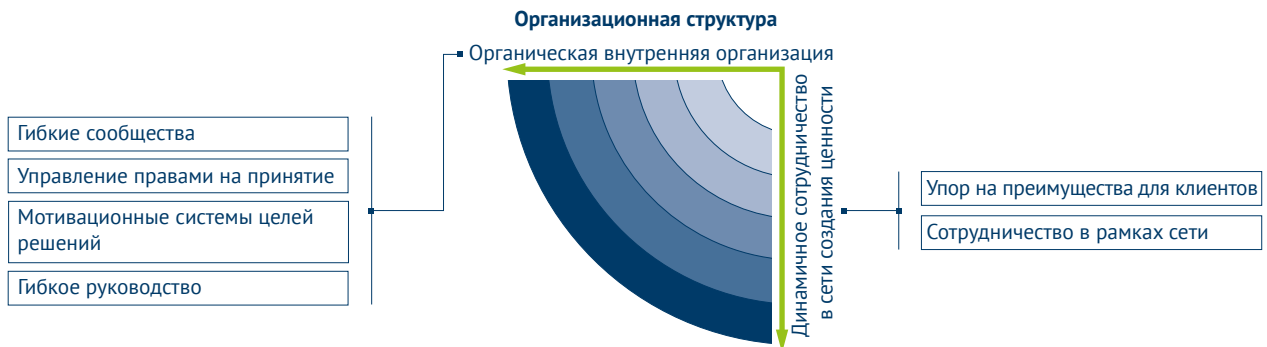 Организационная структура
Органическая внутренняя организация
Гибкие сообщества
Управление правами на принятие
Мотивационные системы целей
решений
Гибкое руководство
Динамичное сотрудничество
в сети создания ценности
Упор на преимущества для клиентов
Сотрудничество в рамках сети